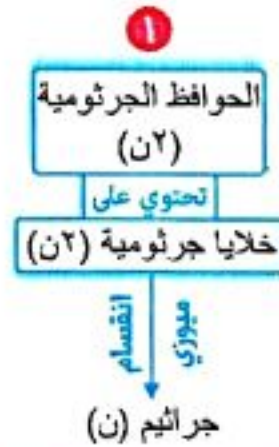 ١
الحوافظ الجرثومية
(٢ن)
تحتوي على
خلايا جرثومية (٢ن)
انقسام
ميوزي
جراثيم (ن)